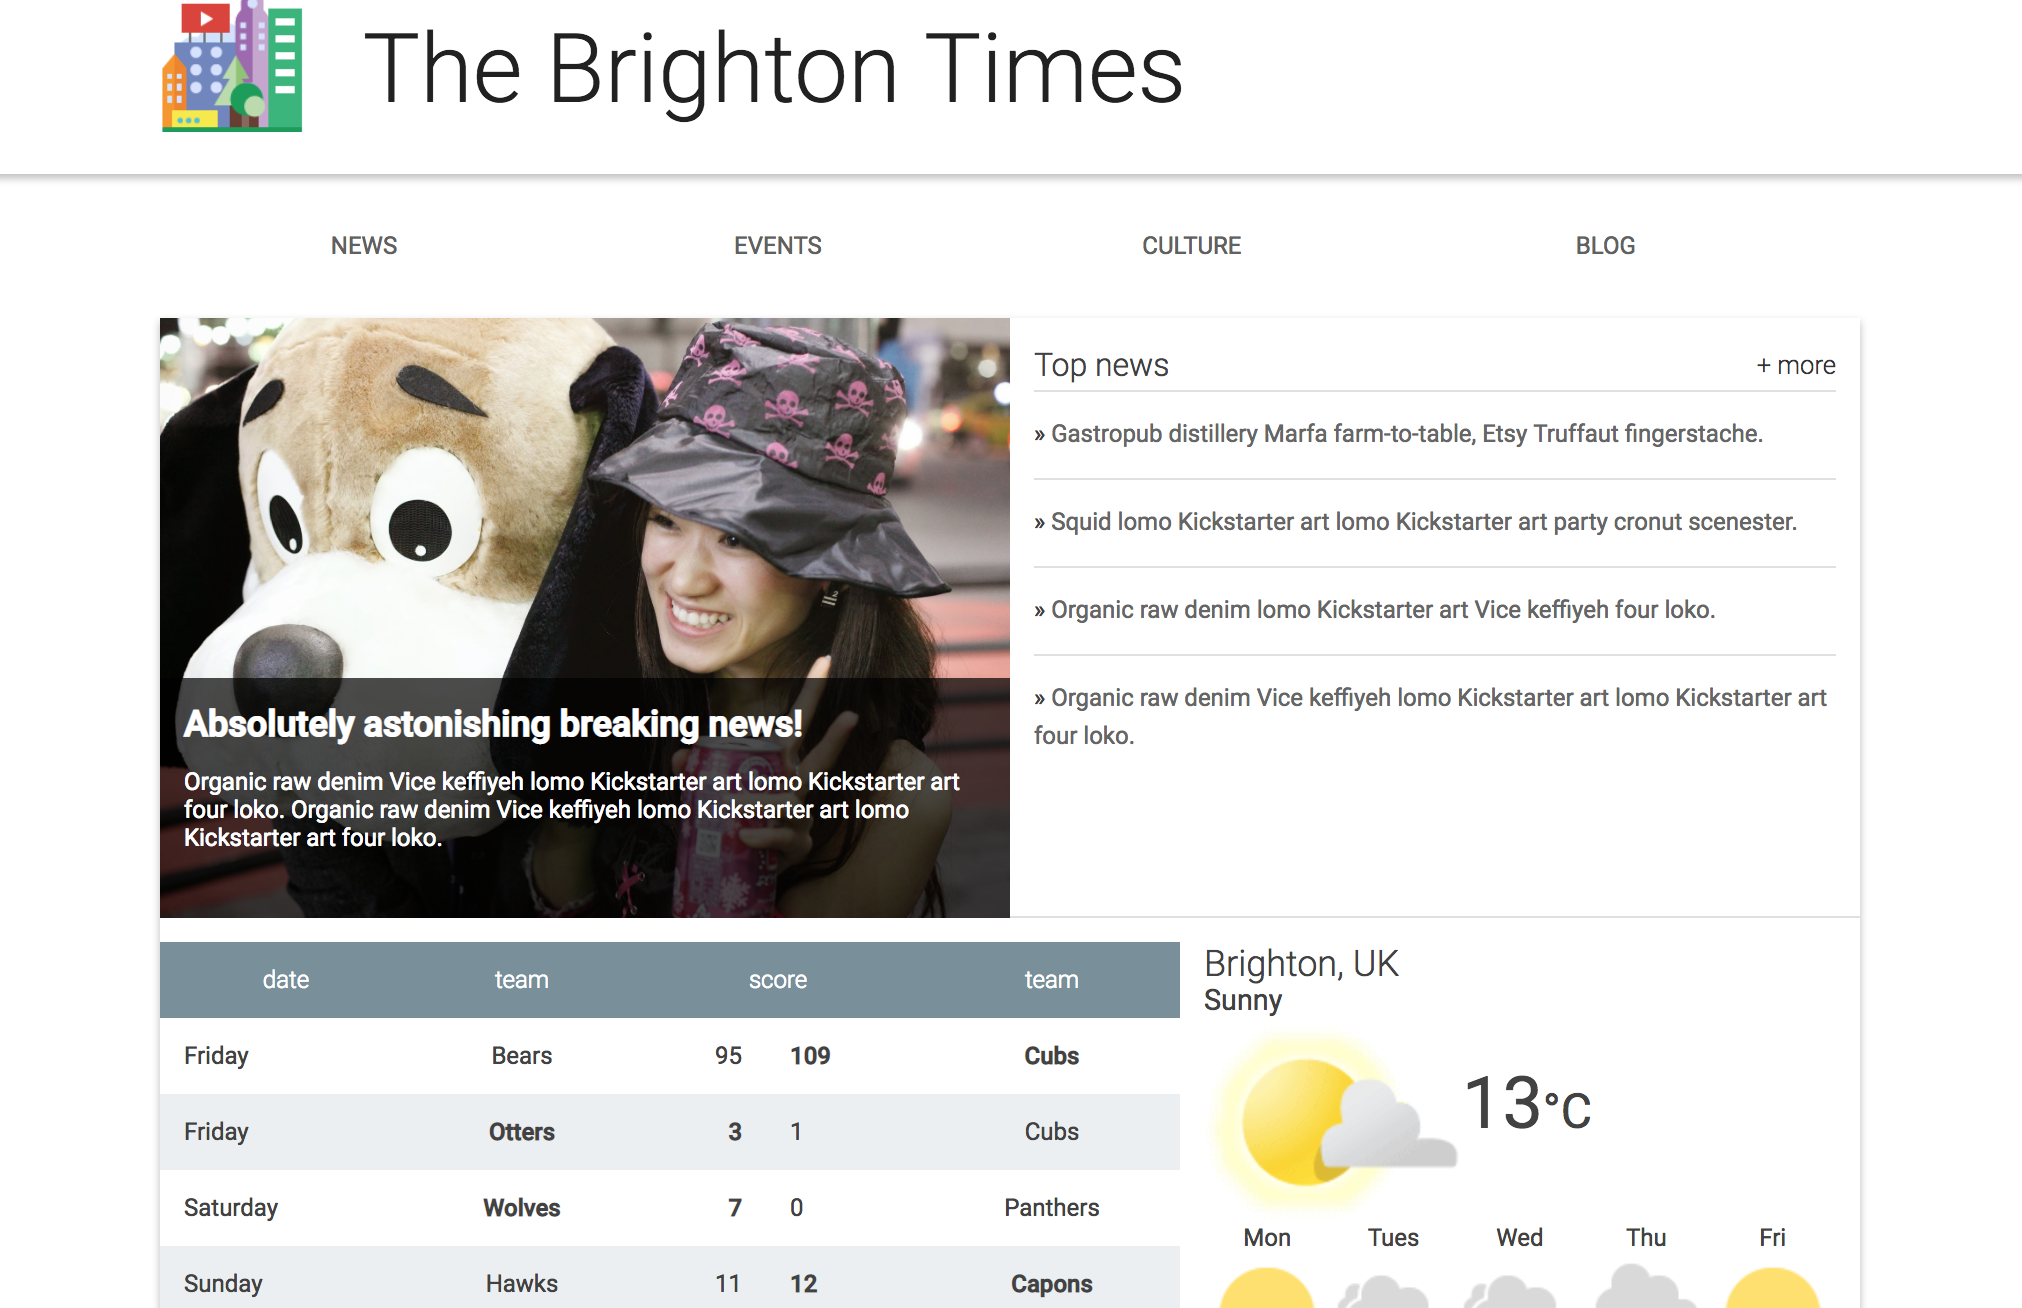 The Brighton Times
NEWS EVENTS CULTURE BLOG
Absolutely astonishing breaking news!
Organic raw denim Vice keffiyeh lomo Kickstarter art lomo Kickstarter art
four loko. Organic raw denim Vice keffiyeh lomo Kickstarter art lomo
Kickstarter art four loko.
Top news + more
» Gastropub distillery Marfa farm-to-table, Etsy Truffaut fingerstache.
» Squid lomo Kickstarter art lomo Kickstarter art party cronut scenester.
» Organic raw denim lomo Kickstarter art Vice keffiyeh four loko.
» Organic raw denim Vice keffiyeh lomo Kickstarter art lomo Kickstarter art
four loko.
date team score team
Friday Bears 95 109 Cubs
Friday Otters 3 1 Cubs
Saturday Wolves 7 0 Panthers
Sunday Hawks 11 12 Capons
Brighton, UK
Sunny
13°C
Mon Tues Wed Thu Fri